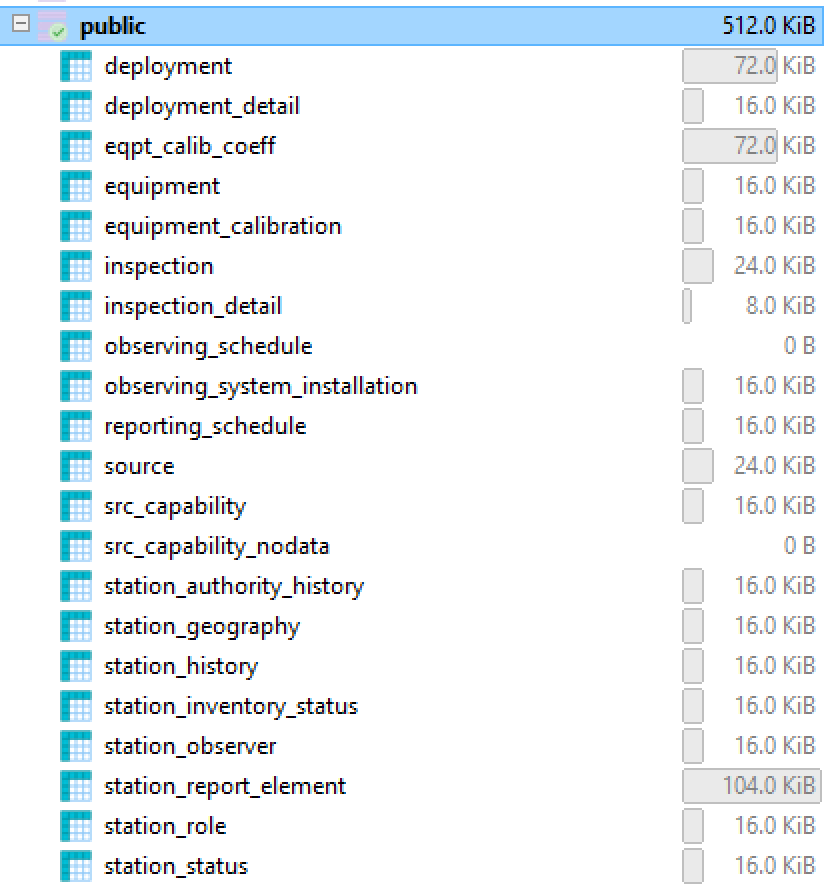 public 512.0 KiB
deployment 72.0 KiB
deployment_detail 16.0 KiB
eqpt_calib_coeff 72.0 KiB
equipment 16.0 KiB
equipment_calibration 16.0 KiB
inspection 24.0 KiB
inspection_detail 8.0 KiB
observing_schedule 0 B
observing_system_installation 16.0 KiB
reporting_schedule 16.0 KiB
source 24.0 KiB
src_capability 16.0 KiB
src_capability_nodata 0 B
station_authority_history 16.0 KiB
station_geography 16.0 KiB
station_history 16.0 KiB
station_inventory_status 16.0 KiB
station_observer 16.0 KiB
station_report_element 104.0 KiB
station_role 16.0 KiB
station_status 16.0 KiB